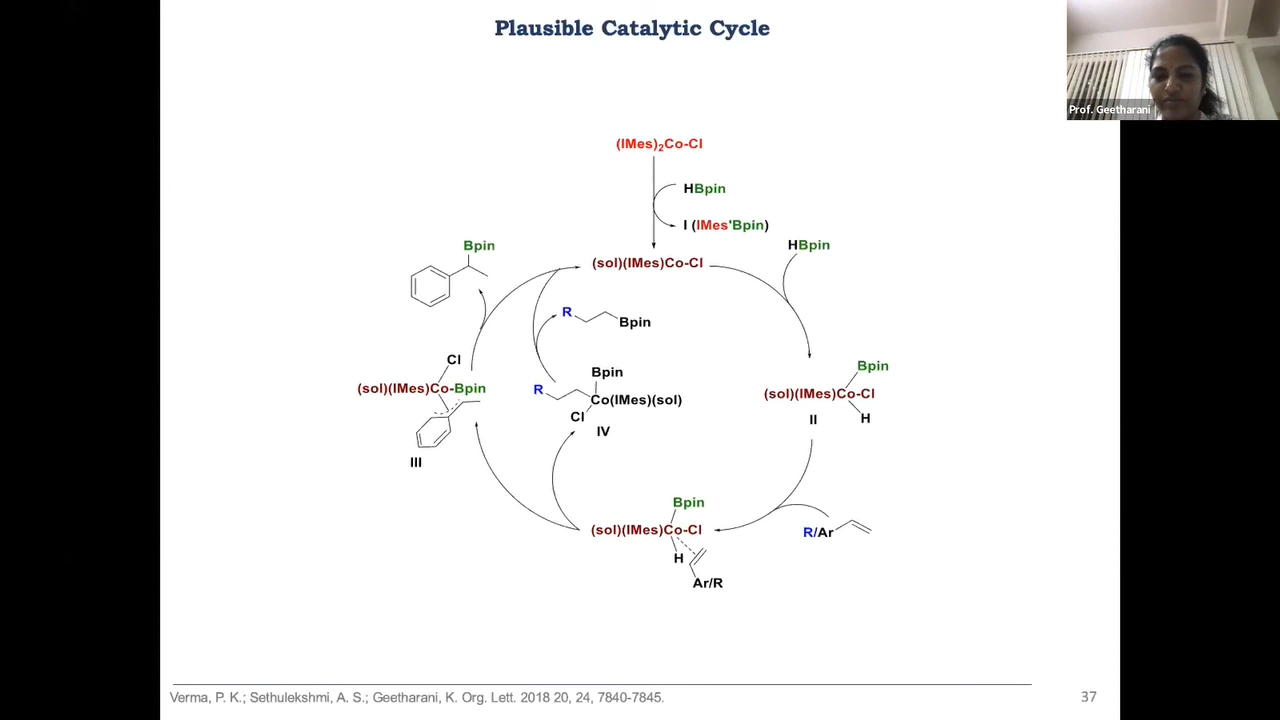 Plausible Catalytic Cycle
Prof. Geetharani
(IMes)2Co-Cl
HBpin
I (IMes'Bpin)
Bpin
HBpin
(sol)(IMes)Co-Cl
R
Bpin
Cl
Bpin
Bpin
(sol)(IMes)Co-Bpin
R
Co(IMes)(sol)
(sol)(IMes)Co-Cl
Cl
H
IV
II
III
Bpin
(sol)(IMes)Co-Cl
R/Ar
H
Ar/R
Verma, P. K.; Sethulekshmi, A. S.; Geetharani, K. Org. Lett. 2018 20, 24, 7840-7845.
37